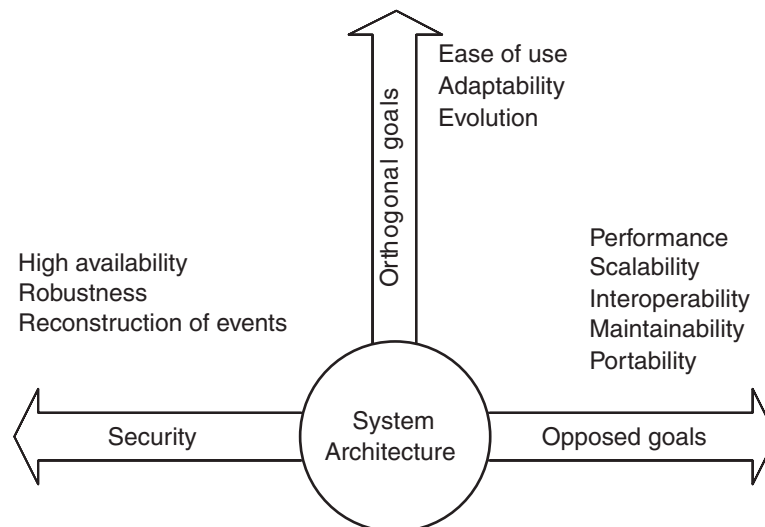 Ease of use
Adaptability
Evolution
Orthogonal goals
High availability
Robustness
Reconstruction of events
Performance
Scalability
Interoperability
Maintainability
Portability
Security
System
Architecture
Opposed goals